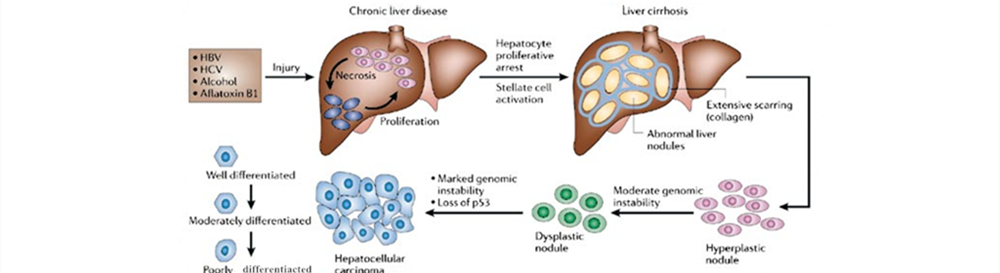 Chronic liver disease
Liver cirrhosis
• HBV
• HCV
• Alcohol
• Aflatoxin B1
Injury
Necrosis
Proliferation
Hepatocyte
proliferative
arrest
Stellate cell
activation
Extensive scarring
(collagen)
Abnormal liver
nodules
Well differentiated
Moderately differentiated
Poorly differentiacted
Hepatocellular
carcinoma
• Marked genomic
instability
• Loss of p53
Dysplastic
nodule
Moderate genomic
instability
Hyperplastic
nodule